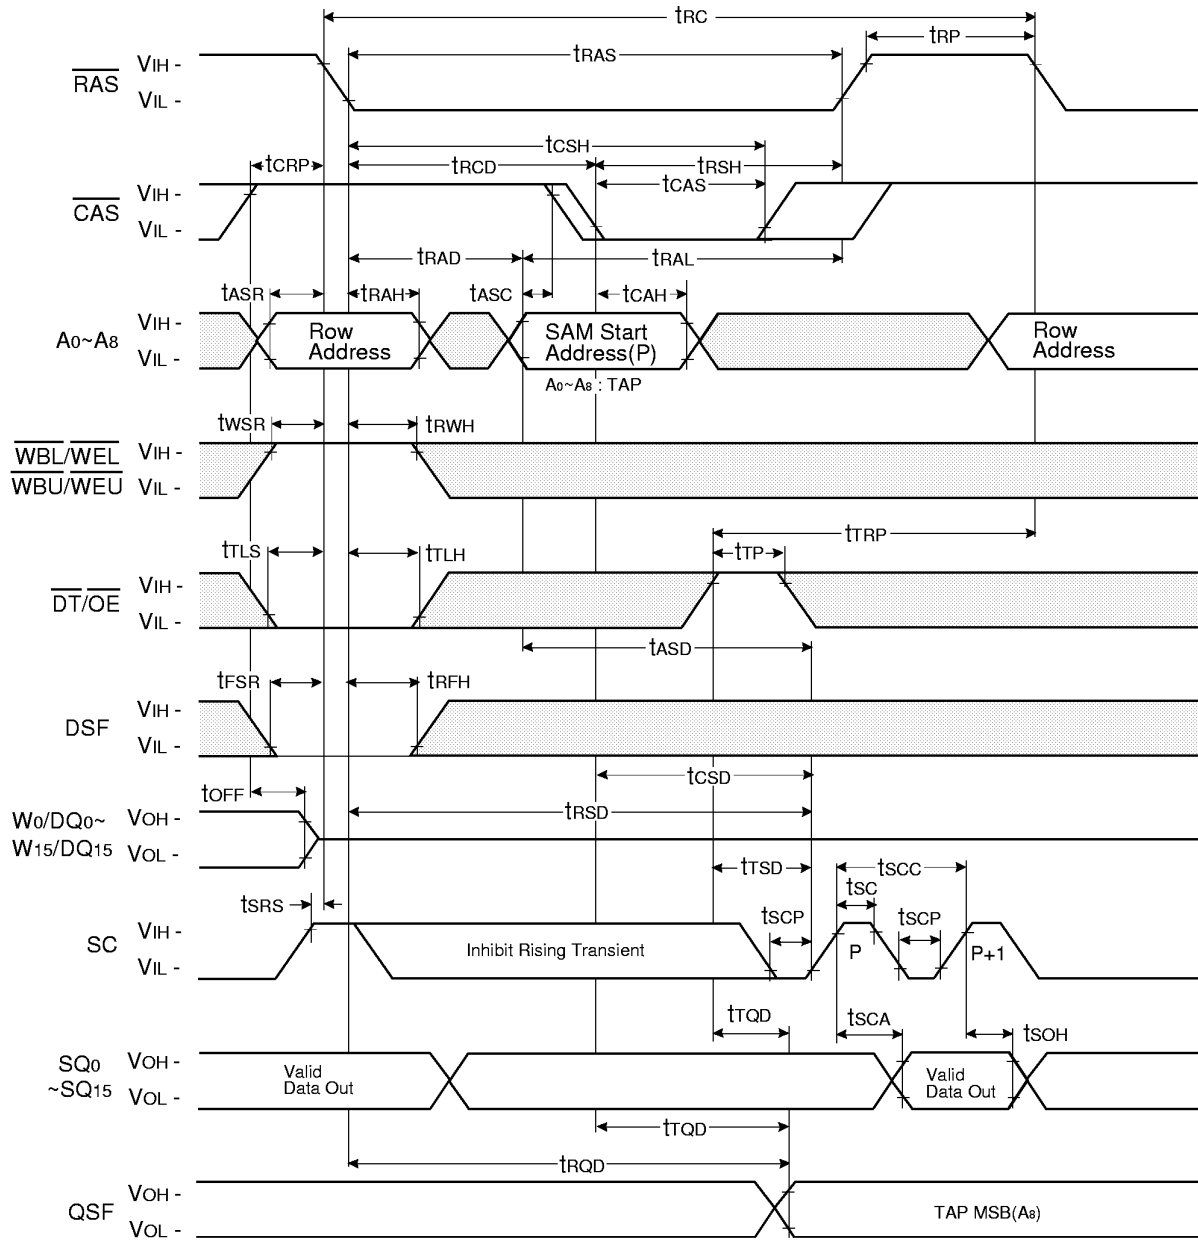 tRC
tRP
tRAS
RAS
VIH -
VIL -
tCSH
tCRP
tRCD
tRSH
tCAS
CAS
VIH -
VIL -
tRAD
tRAL
tASR
tRAH
tASC
tCAH
A0~A8
VIH -
VIL -
Row
Address
SAM Start
Address(P)
Row
Address
A0~A8 : TAP
tWSR
tRWH
WBL/WEL
WBU/WEU
VIH -
VIL -
tTRP
tTLS
tTLH
tTP
DT/OE
VIH -
VIL -
tASD
tFSR
tRFH
DSF
VIH -
VIL -
tCSD
tOFF
tRSD
W0/DQ0~
W15/DQ15
VOH -
VOL -
tTSD
tSCC
tSC
tSRS
tSCP
tSCP
SC
VIH -
VIL -
Inhibit Rising Transient
P
P+1
tTQD
tSCA
tSOH
SQ0
~SQ15
VOH -
VOL -
Valid
Data Out
Valid
Data Out
tTQD
tRQD
QSF
VOH -
VOL -
TAP MSB(A8)